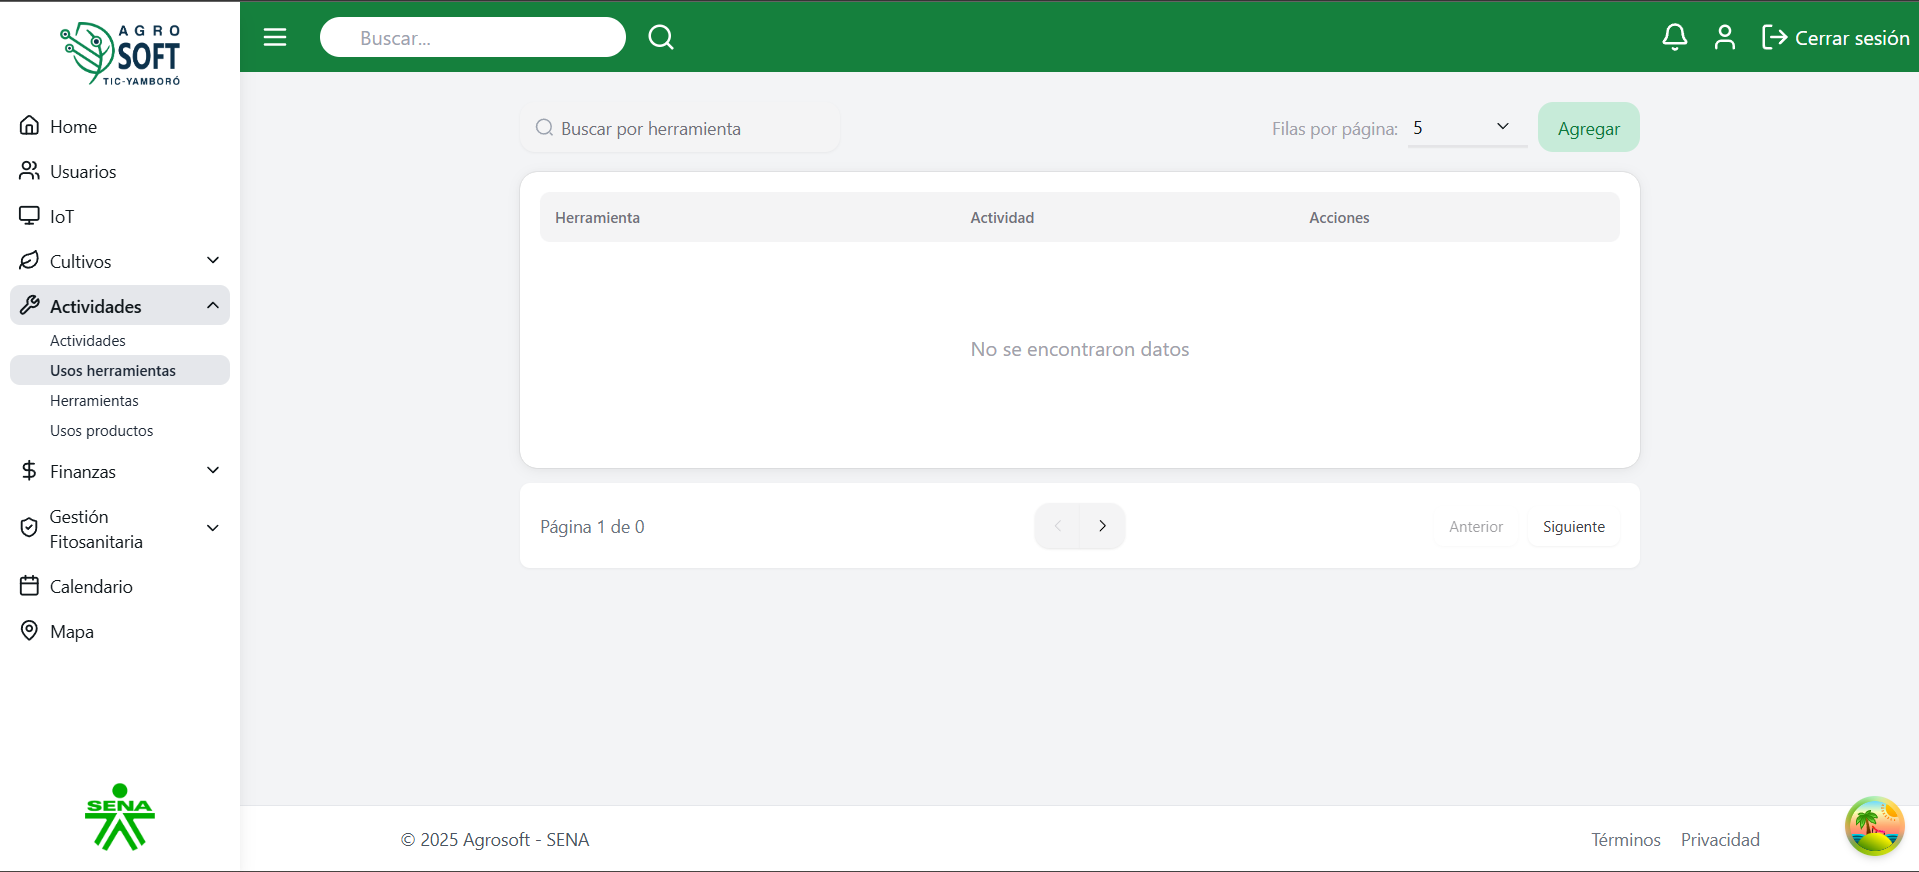 AGRO
SOFT
TIC-YAMBORÓ
Home
Usuarios
IoT
Cultivos
Actividades
Actividades
Usos herramientas
Herramientas
Usos productos
Finanzas
Gestión
Fitosanitaria
Calendario
Mapa
SENA
Buscar...
Cerrar sesión
Buscar por herramienta
Filas por página: 5
Agregar
Herramienta Actividad Acciones
No se encontraron datos
Página 1 de 0
Anterior Siguiente
© 2025 Agrosoft - SENA
Términos Privacidad